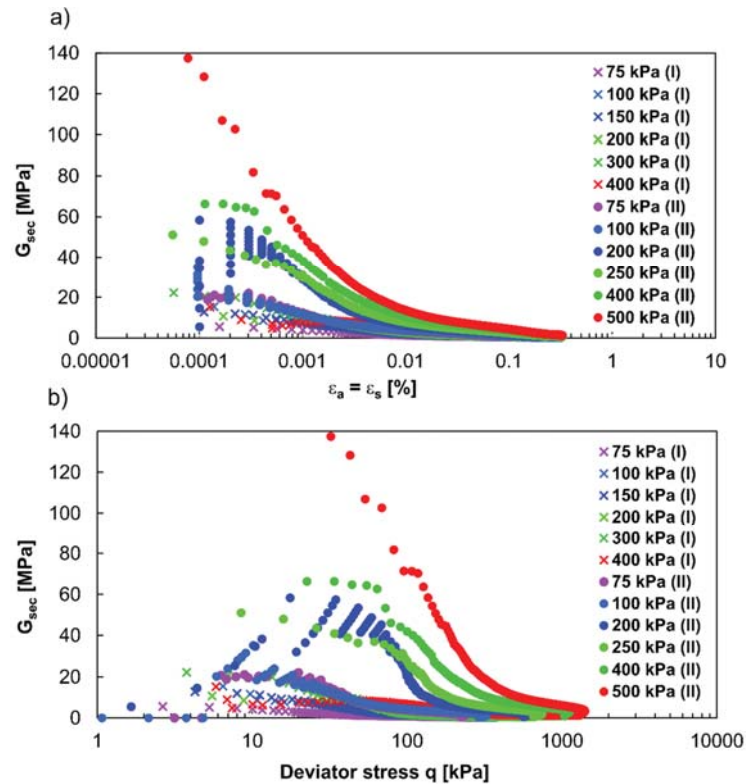 a)
140
120
100
80
60
40
20
0
G_sec [MPa]
0.00001 0.0001 0.001 0.01 0.1 1 10
ε_a = ε_s [%]
75 kPa (I)
100 kPa (I)
150 kPa (I)
200 kPa (I)
300 kPa (I)
400 kPa (I)
75 kPa (II)
100 kPa (II)
200 kPa (II)
250 kPa (II)
400 kPa (II)
500 kPa (II)
b)
140
120
100
80
60
40
20
0
G_sec [MPa]
1 10 100 1000 10000
Deviator stress q [kPa]
75 kPa (I)
100 kPa (I)
150 kPa (I)
200 kPa (I)
300 kPa (I)
400 kPa (I)
75 kPa (II)
100 kPa (II)
200 kPa (II)
250 kPa (II)
400 kPa (II)
500 kPa (II)